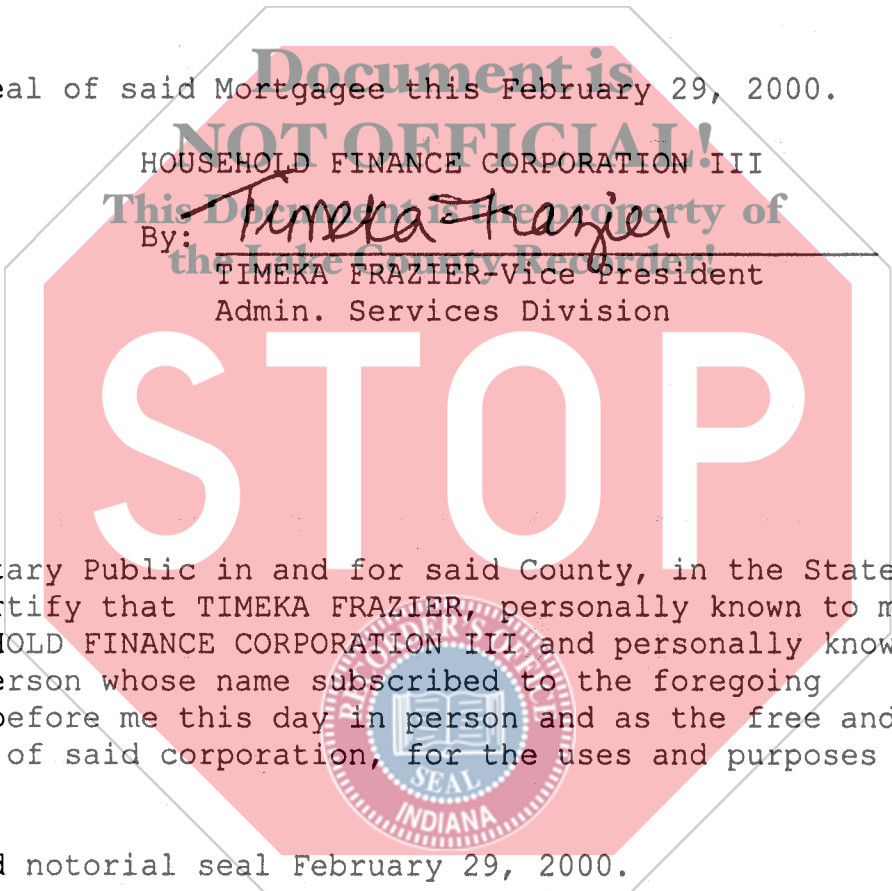 eal of said Mortgagee this February 29, 2000.
Document is
NOT OFFICIAL!
HOUSEHOLD FINANCE CORPORATION III
This Document is the property of
By: Timeka Frazier
the Lake County Recorder!
TIMEKA FRAZIER-Vice President
Admin. Services Division
STOP
tary Public in and for said County, in the State
rtify that TIMEKA FRAZIER, personally known to m
HOLD FINANCE CORPORATION III and personally know
erson whose name subscribed to the foregoing
before me this day in person and as the free and
of said corporation, for the uses and purposes
RECORDER'S OFFICE
SEAL
INDIANA
d notorial seal February 29, 2000.